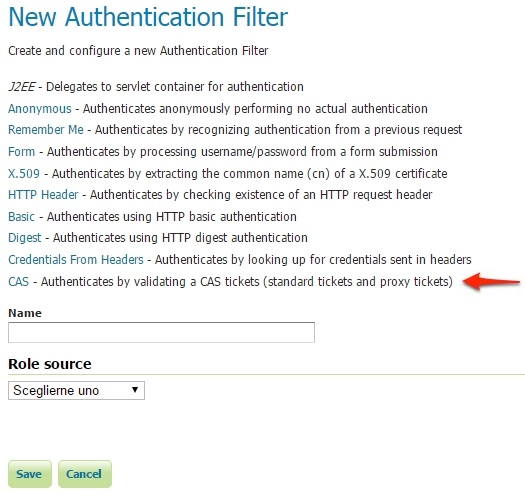 New Authentication Filter
Create and configure a new Authentication Filter
J2EE - Delegates to servlet container for authentication
Anonymous - Authenticates anonymously performing no actual authentication
Remember Me - Authenticates by recognizing authentication from a previous request
Form - Authenticates by processing username/password from a form submission
X.509 - Authenticates by extracting the common name (cn) of a X.509 certificate
HTTP Header - Authenticates by checking existence of an HTTP request header
Basic - Authenticates using HTTP basic authentication
Digest - Authenticates using HTTP digest authentication
Credentials From Headers - Authenticates by looking up for credentials sent in headers
CAS - Authenticates by validating a CAS tickets (standard tickets and proxy tickets)
Name
Role source
Sceglierne uno
Save Cancel